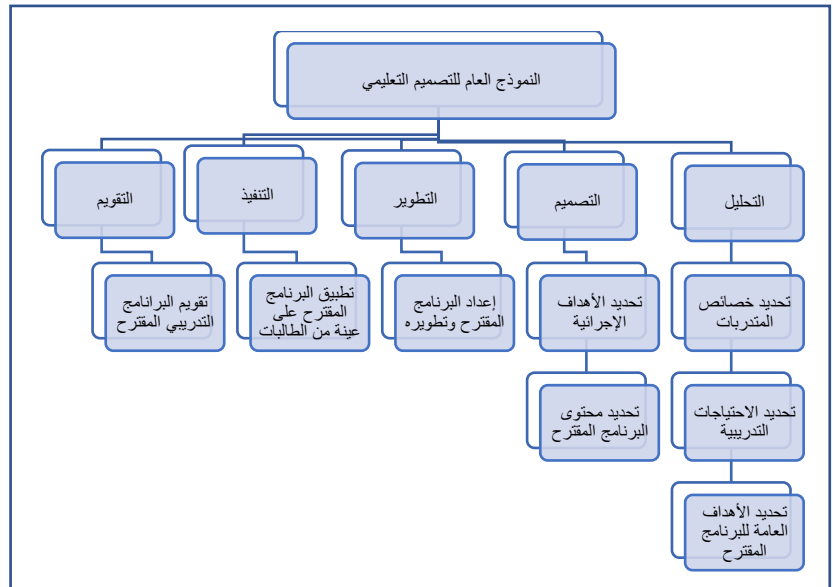 النموذج العام للتصميم التعليمي
التحليل
تحديد خصائص
المتدربات
تحديد الاحتياجات
التدريبية
تحديد الأهداف
العامة للبرنامج
المقترح
التصميم
تحديد الأهداف
الإجرائية
تحديد محتوى
البرنامج المقترح
التطوير
إعداد البرنامج
المقترح وتطويره
التنفيذ
تطبيق البرنامج
المقترح على
عينة من الطالبات
التقويم
تقويم البرانامج
التدريبي المقترح